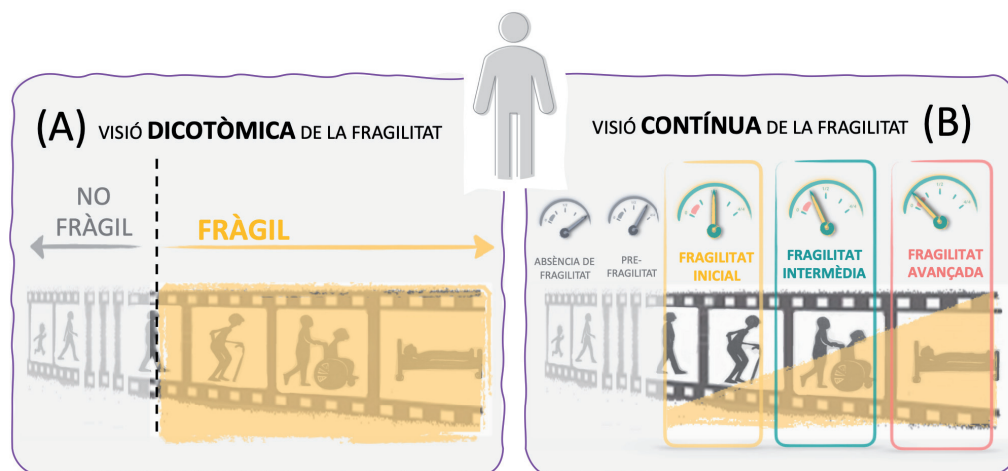 (A) VISIÓ DICOTÒMICA DE LA FRAGILITAT
NO
FRÀGIL
FRÀGIL
VISIÓ CONTÍNUA DE LA FRAGILITAT (B)
ABSÈNCIA DE
FRAGILITAT
PRE-
FRAGILITAT
FRAGILITAT
INICIAL
FRAGILITAT
INTERMÈDIA
FRAGILITAT
AVANÇADA